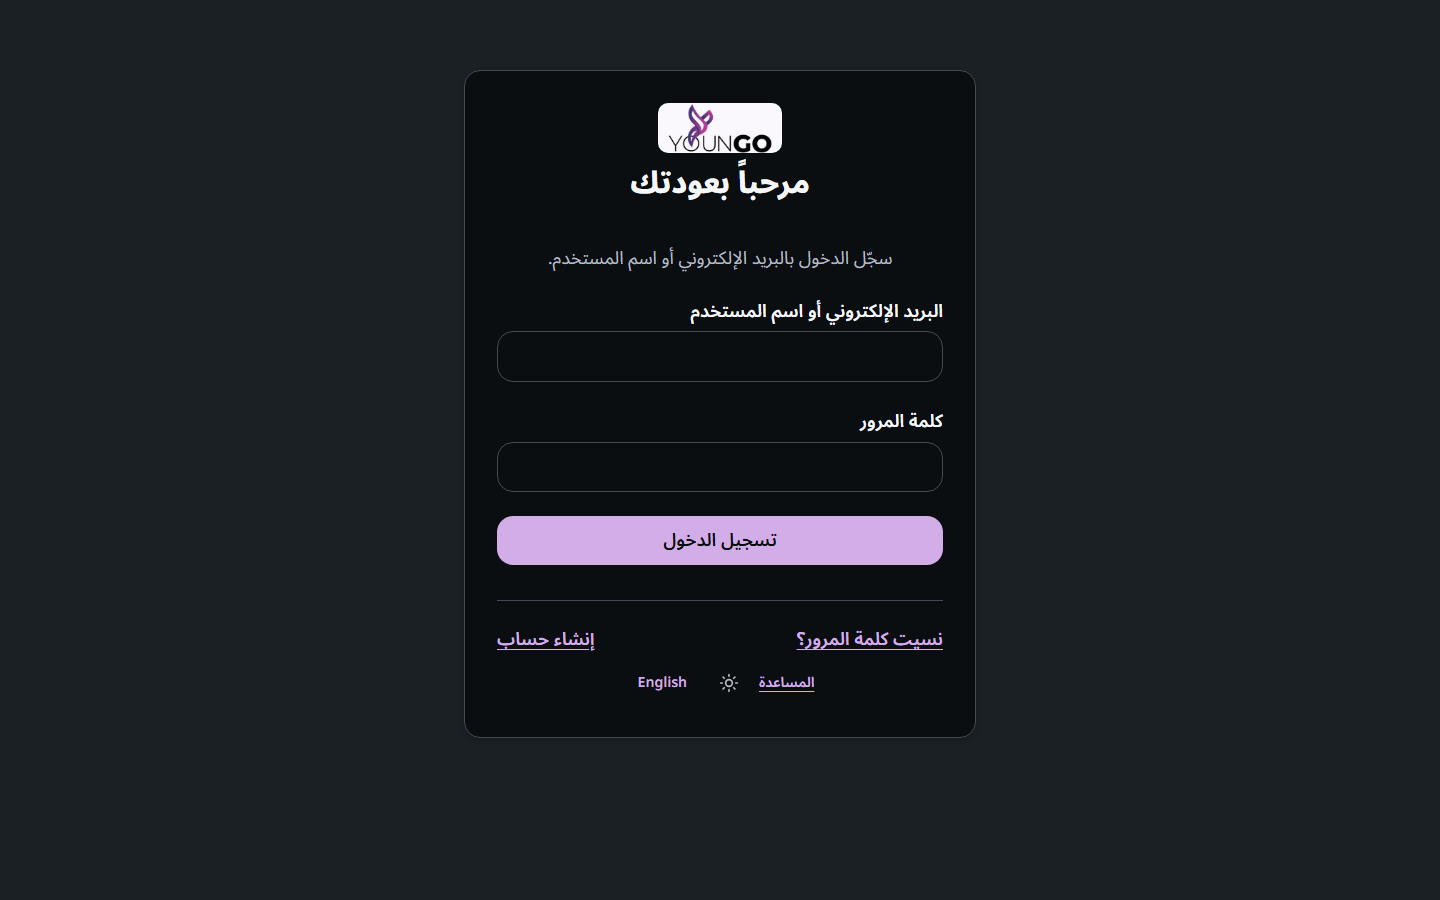 YOUNGO
مرحباً بعودتك
سجّل الدخول بالبريد الإلكتروني أو اسم المستخدم.
البريد الإلكتروني أو اسم المستخدم
كلمة المرور
تسجيل الدخول
نسيت كلمة المرور؟ إنشاء حساب
المساعدة English